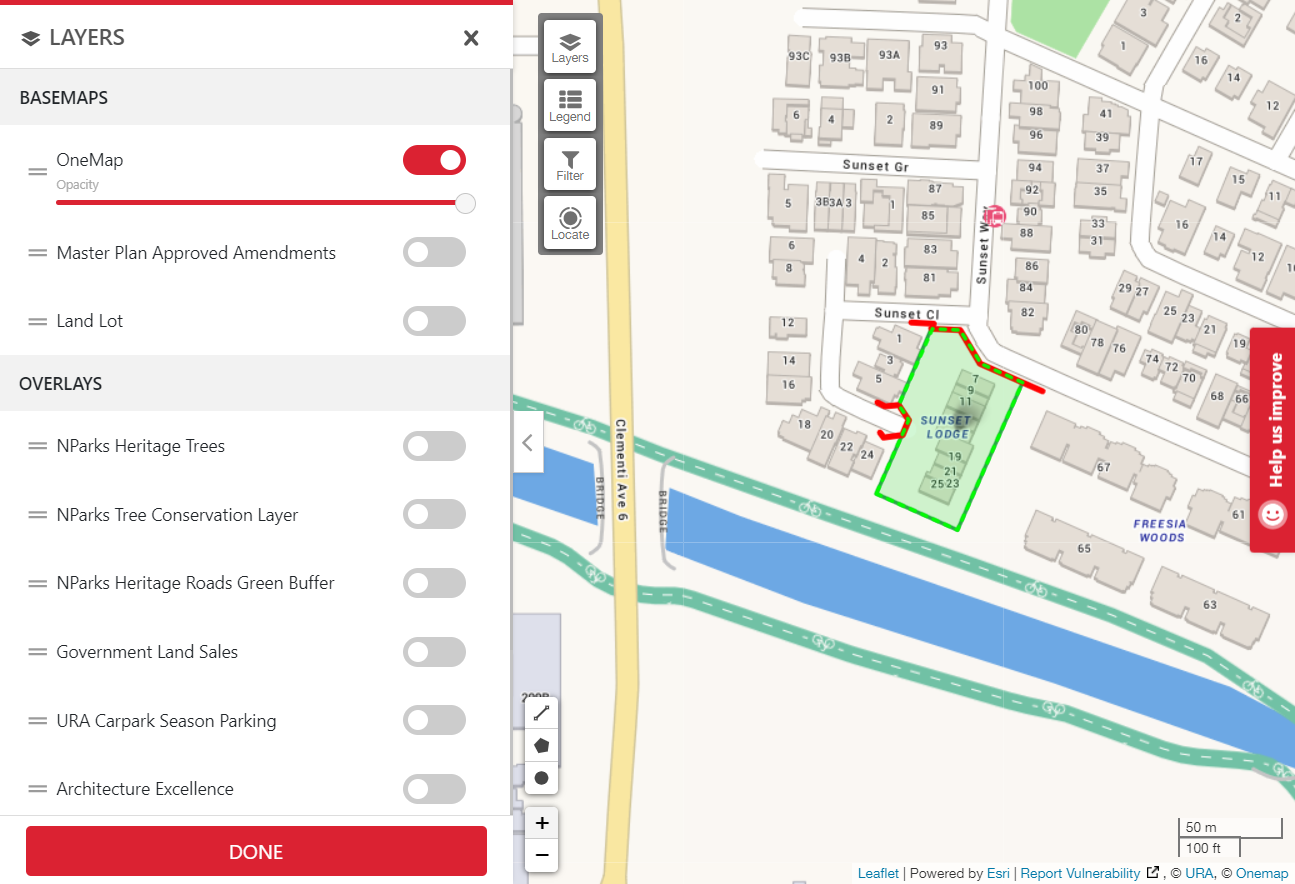 LAYERS
BASEMAPS
OneMap
Opacity
Master Plan Approved Amendments
Land Lot
OVERLAYS
NParks Heritage Trees
NParks Tree Conservation Layer
NParks Heritage Roads Green Buffer
Government Land Sales
URA Carpark Season Parking
Architecture Excellence
DONE
Layers
Legend
Filter
Locate
3
2
1
93C
93B
93A
93
16
14
12
91
100
6
4
2
89
98
41
96
39
Sunset Gr
94
37
17
15
11
5
3B
3A
3
1
87
92
35
85
90
33
16
14
88
31
12
10
6
8
4
2
83
81
Sunset Way
86
84
82
29
27
25
23
21
19
Sunset Cl
12
1
80
78
76
14
3
74
72
70
16
5
7
9
11
68
66
18
20
22
24
SUNSET
LODGE
19
21
25
23
67
61
FREESIA
WOODS
65
63
Clementi Ave 6
BRIDGE
BRIDGE
Help us improve
+
−
50 m
100 ft
Leaflet | Powered by Esri | Report Vulnerability , © URA, © Onemap